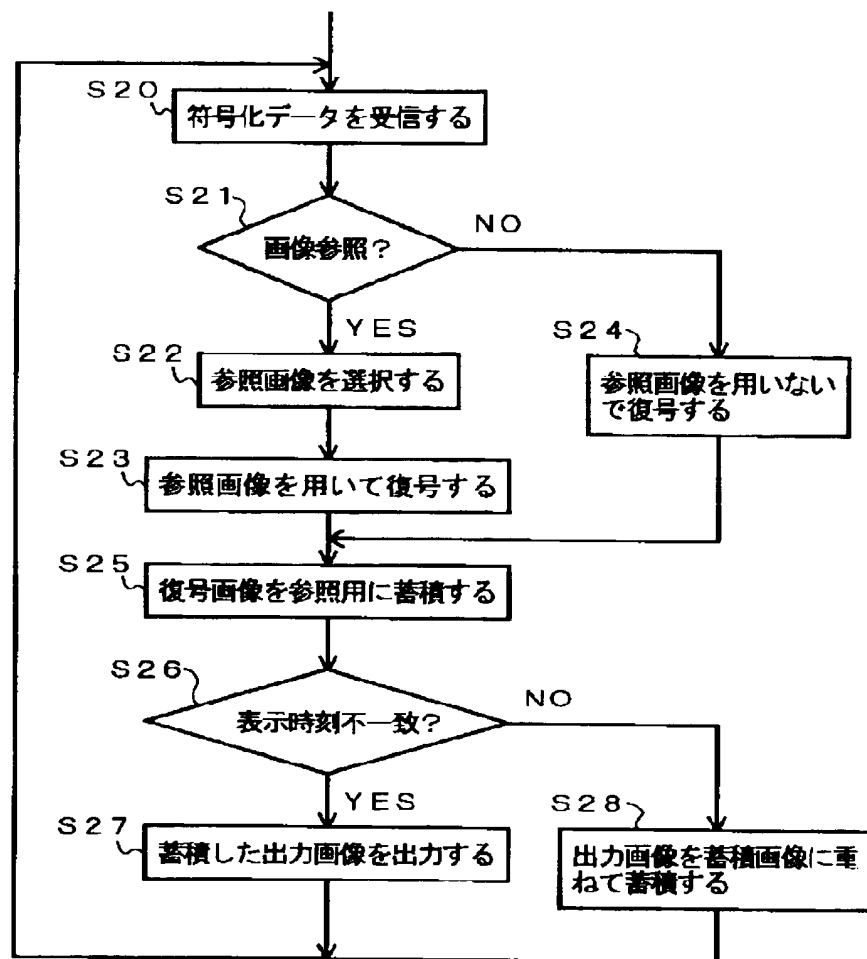 S20
符号化データを受信する
S21
画像参照?
NO
YES
S22
参照画像を選択する
S24
参照画像を用いない
で復号する
S23
参照画像を用いて復号する
S25
復号画像を参照用に蓄積する
S26
表示時刻不一致?
NO
YES
S27
蓄積した出力画像を出力する
S28
出力画像を蓄積画像に重
ねて蓄積する